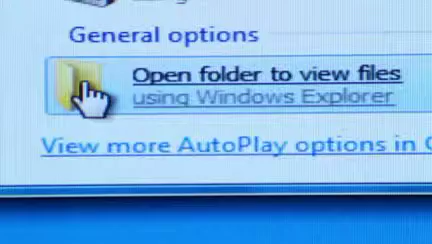 General options
Open folder to view files
using Windows Explorer
View more AutoPlay options in